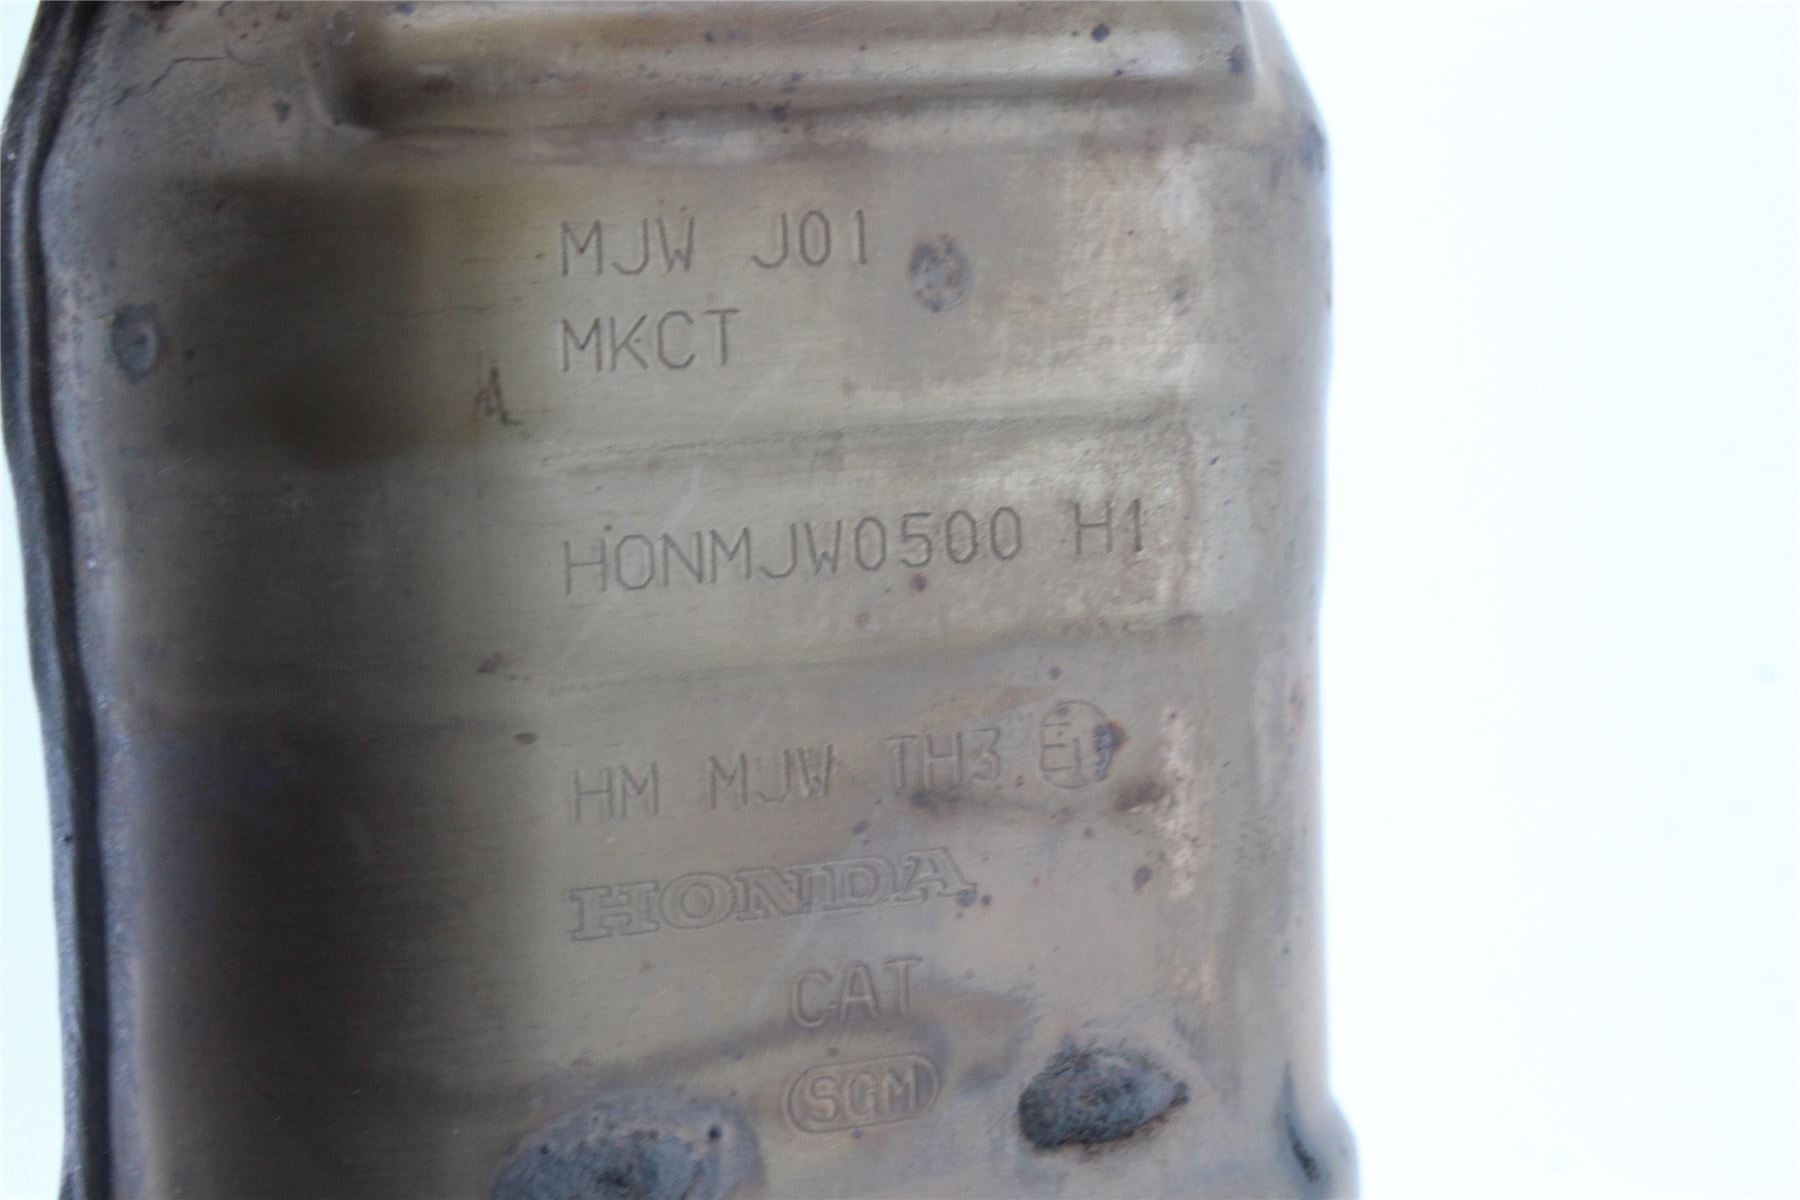 MJW J01
MKCT
HONMJW0500 H1
HM MJW TH3
HONDA
CAT
SGM